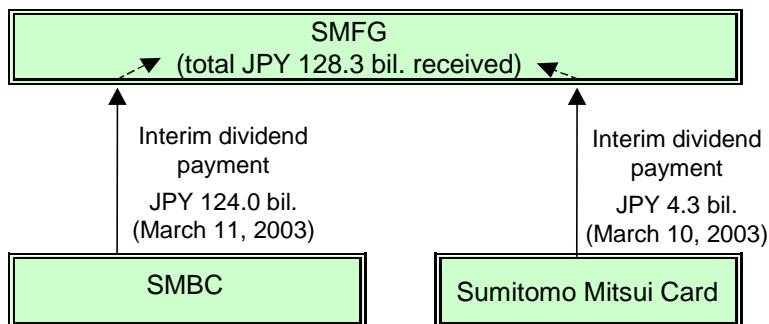 SMFG
(total JPY 128.3 bil. received)
Interim dividend
payment
JPY 124.0 bil.
(March 11, 2003)
Interim dividend
payment
JPY 4.3 bil.
(March 10, 2003)
SMBC
Sumitomo Mitsui Card